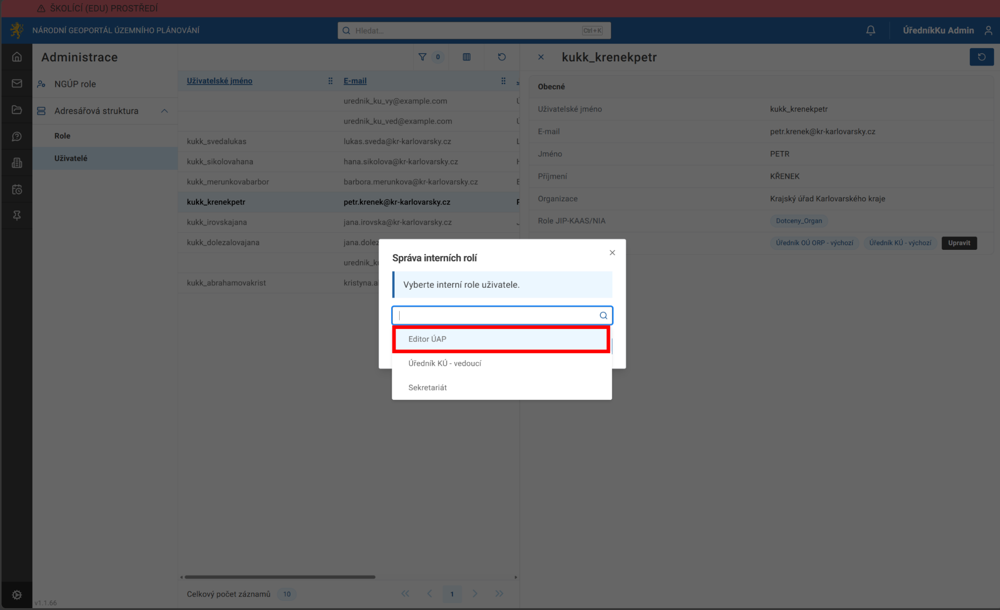 ŠKOLÍCÍ (EDU) PROSTŘEDÍ
NÁRODNÍ GEOPORTÁL ÚZEMNÍHO PLÁNOVÁNÍ
Hledat...
Ctrl+K
ÚředníkKu Admin
Administrace
NGÚP role
Adresářová struktura
Role
Uživatelé
v1.1.66
0
Uživatelské jméno
E-mail
urednik_ku_vy@example.com
urednik_ku_ved@example.com
kukk_svedalukas
lukas.sveda@kr-karlovarsky.cz
kukk_sikolovahana
hana.sikolova@kr-karlovarsky.cz
kukk_merunkovabarbor
barbora.merunkova@kr-karlovarsky.cz
kukk_krenekpetr
petr.krenek@kr-karlovarsky.cz
kukk_irovskajana
jana.irovska@kr-karlovarsky.cz
kukk_dolezalovajana
jana.dolez
urednik_k
kukk_abrahamovakrist
kristyna.a
Celkový počet záznamů 10
1
kukk_krenekpetr
Obecné
Uživatelské jméno
kukk_krenekpetr
E-mail
petr.krenek@kr-karlovarsky.cz
Jméno
PETR
Příjmení
KŘENEK
Organizace
Krajský úřad Karlovarského kraje
Role JIP-KAAS/NIA
Dotceny_Organ
Úředník OÚ ORP - výchozí
Úředník KÚ - výchozí
Upravit
Správa interních rolí
Vyberte interní role uživatele.
Editor ÚAP
Úředník KÚ - vedoucí
Sekretariát